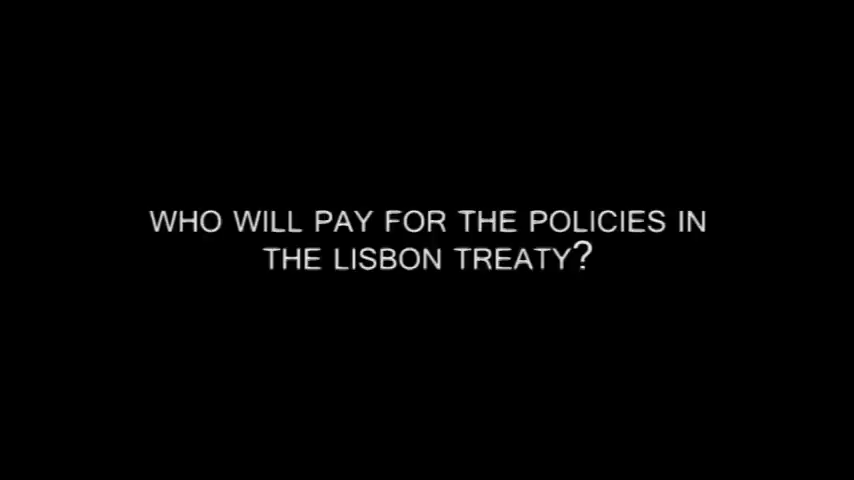 WHO WILL PAY FOR THE POLICIES IN
THE LISBON TREATY?